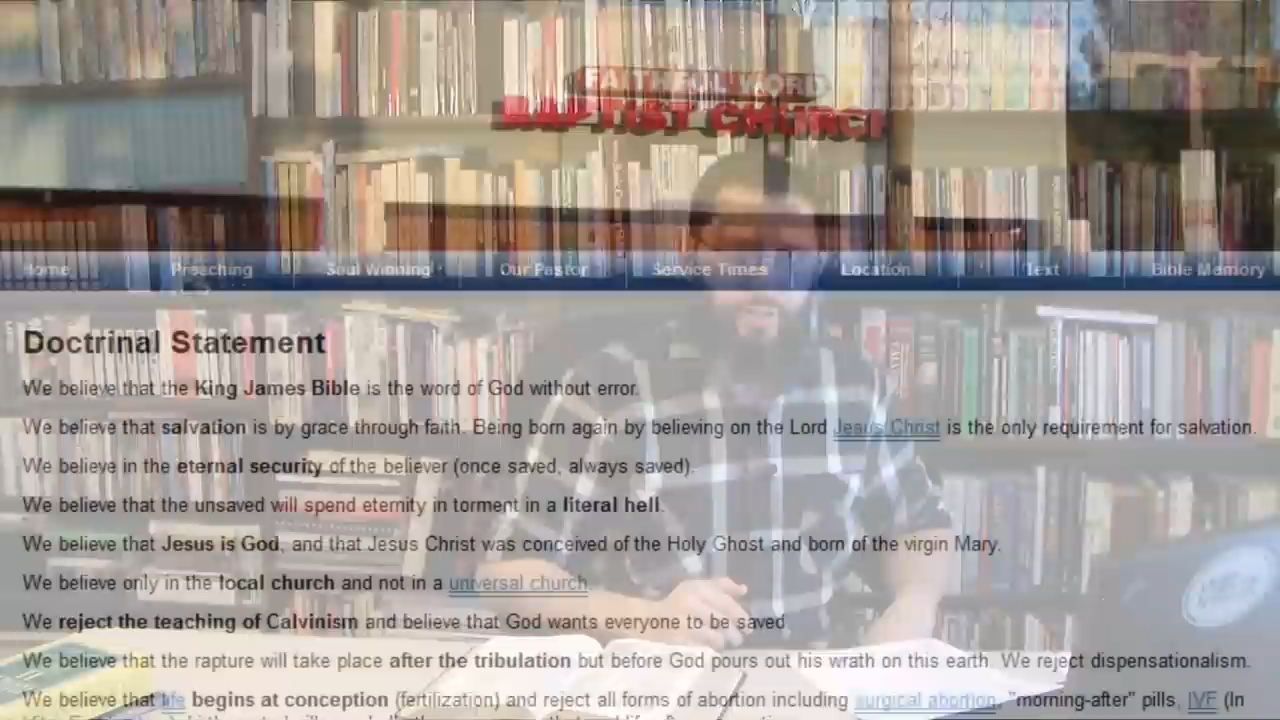 FAITHFUL WORD
BAPTIST CHURCH
Home Preaching Soul Winning Our Pastor Service Times Location Text Bible Memory
Doctrinal Statement
We believe that the King James Bible is the word of God without error.
We believe that salvation is by grace through faith. Being born again by believing on the Lord Jesus Christ is the only requirement for salvation.
We believe in the eternal security of the believer (once saved, always saved).
We believe that the unsaved will spend eternity in torment in a literal hell.
We believe that Jesus is God, and that Jesus Christ was conceived of the Holy Ghost and born of the virgin Mary.
We believe only in the local church and not in a universal church.
We reject the teaching of Calvinism and believe that God wants everyone to be saved
We believe that the rapture will take place after the tribulation but before God pours out his wrath on this earth. We reject dispensationalism.
We believe that life begins at conception (fertilization) and reject all forms of abortion including surgical abortion, "morning-after" pills, IVF (In